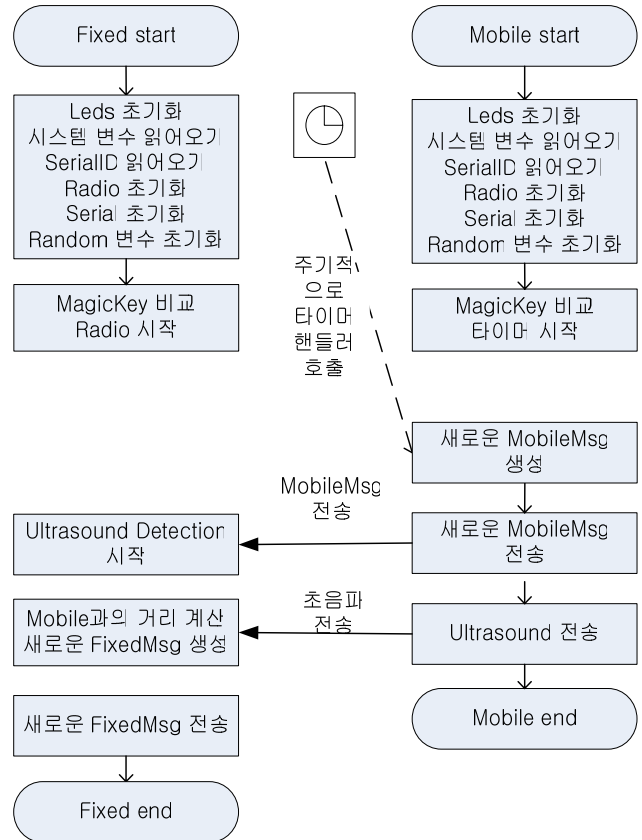 Fixed start
Leds 초기화
시스템 변수 읽어오기
SerialID 읽어오기
Radio 초기화
Serial 초기화
Random 변수 초기화
MagicKey 비교
Radio 시작
주기적
으로
타이머
핸들러
호출
Mobile start
Leds 초기화
시스템 변수 읽어오기
SerialID 읽어오기
Radio 초기화
Serial 초기화
Random 변수 초기화
MagicKey 비교
타이머 시작
새로운 MobileMsg
생성
MobileMsg
전송
새로운 MobileMsg
전송
Ultrasound Detection
시작
초음파
전송
Ultrasound 전송
Mobile과의 거리 계산
새로운 FixedMsg 생성
Mobile end
새로운 FixedMsg 전송
Fixed end